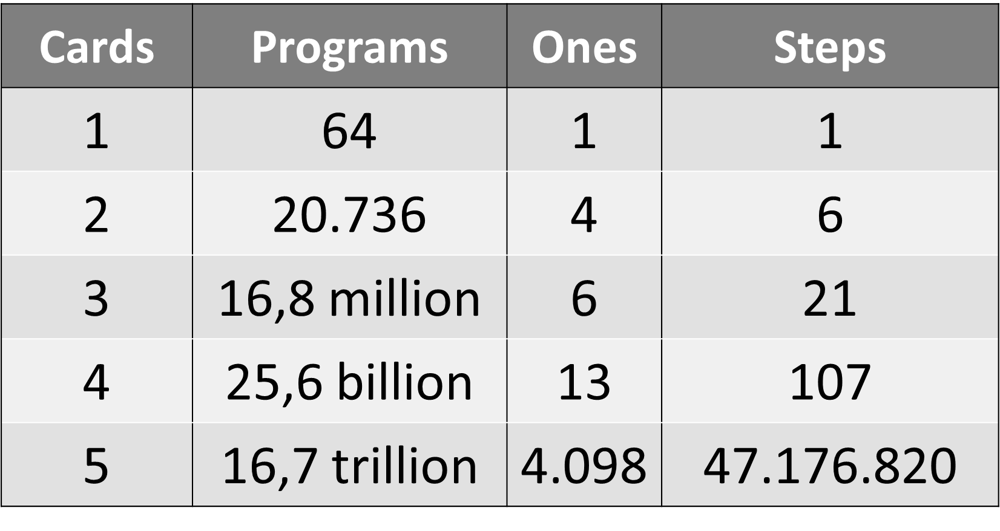 Cards Programs Ones Steps
1 64 1 1
2 20.736 4 6
3 16,8 million 6 21
4 25,6 billion 13 107
5 16,7 trillion 4.098 47.176.820